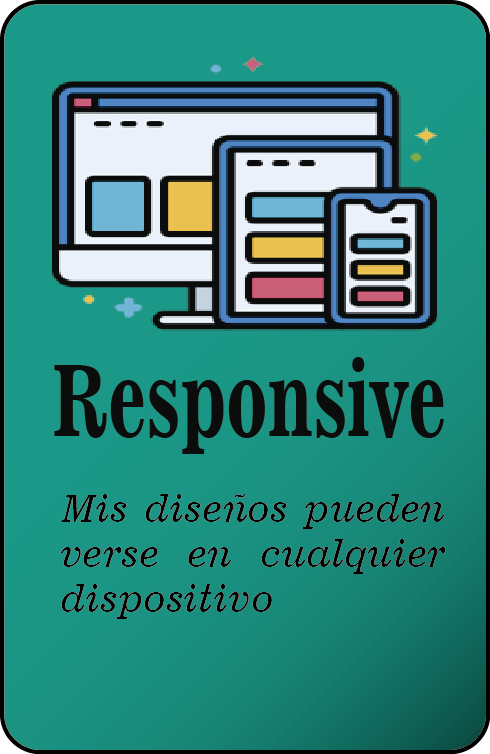 Responsive
Mis diseños pueden
verse en cualquier
dispositivo